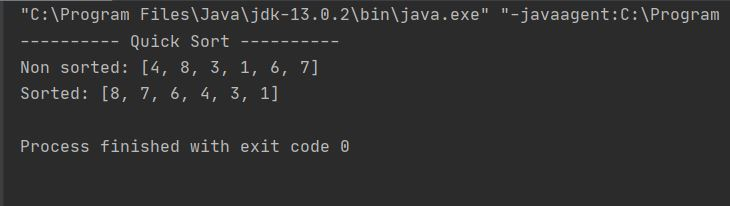 "C:\Program Files\Java\jdk-13.0.2\bin\java.exe" "-javaagent:C:\Program
---------- Quick Sort ----------
Non sorted: [4, 8, 3, 1, 6, 7]
Sorted: [8, 7, 6, 4, 3, 1]
Process finished with exit code 0